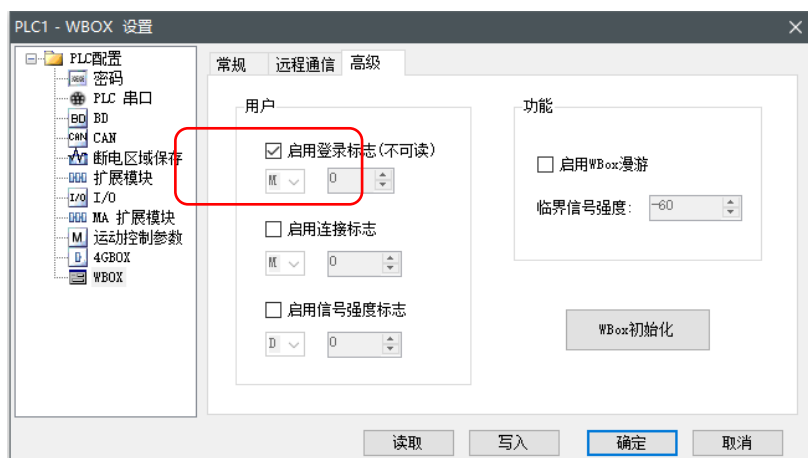 PLC1 - WBOX 设置
PLC配置
密码
PLC 串口
BD BD
CAN CAN
断电区域保存
扩展模块
I/O I/O
MA 扩展模块
M 运动控制参数
4GBOX
WBOX
常规 远程通信 高级
用户
启用登录标志(不可读)
M 0
启用连接标志
M 0
启用信号强度标志
D 0
功能
启用WBox漫游
临界信号强度: -60
WBox初始化
读取 写入 确定 取消